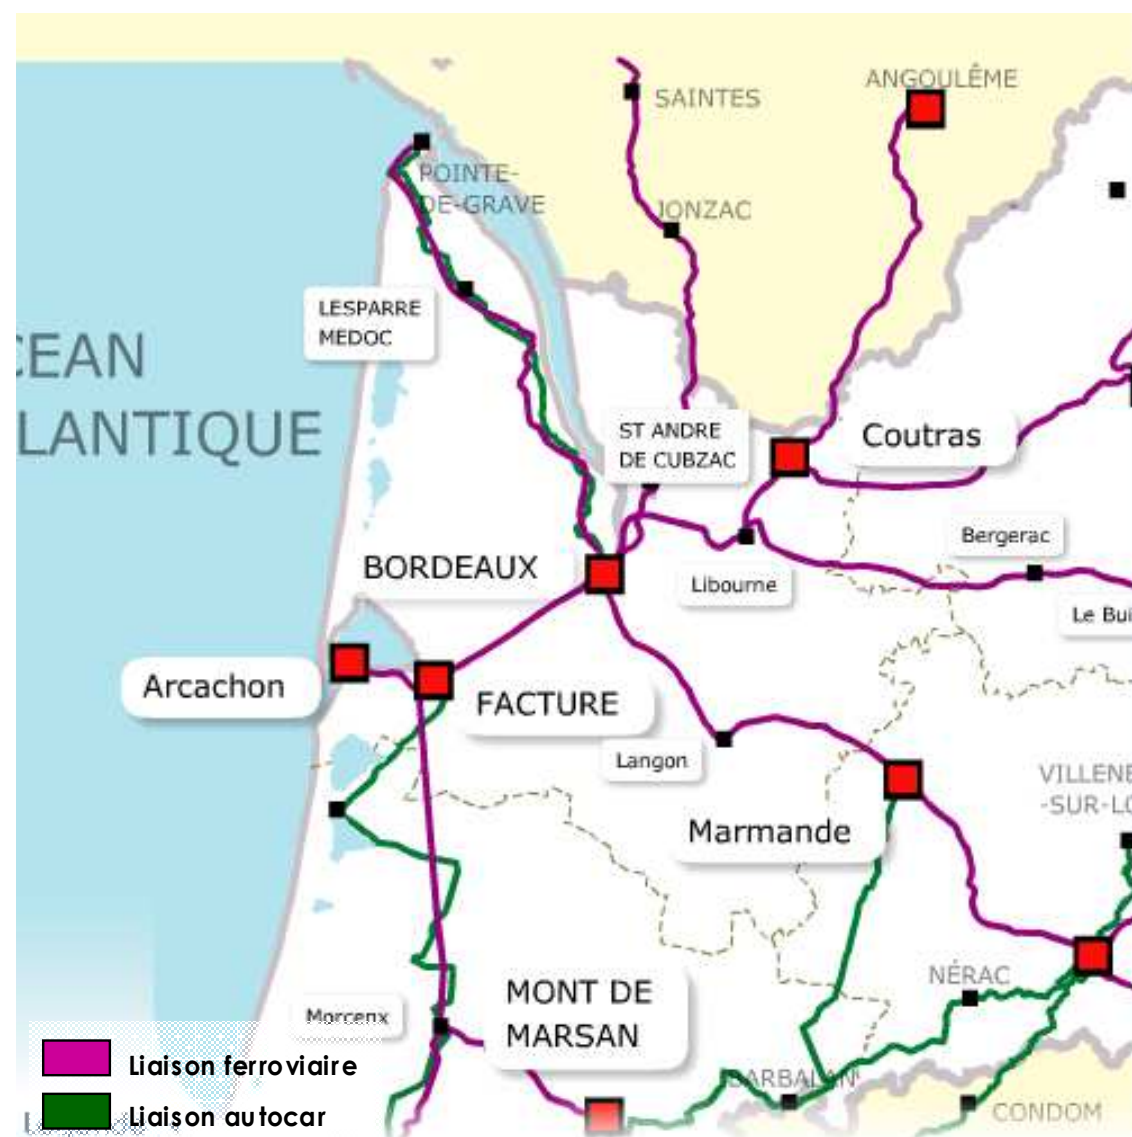 SAINTES
ANGOULÊME
POINTE-
DE-GRAVE
JONZAC
LESPARRE
MEDOC
CEAN
LANTIQUE
ST ANDRE
DE CUBZAC
Coutras
BORDEAUX
Bergerac
Libourne
Le Bui
Arcachon
FACTURE
Langon
VILLENE
-SUR-LO
Marmande
NÉRAC
MONT DE
MARSAN
Morcenx
Liaison ferroviaire
BARBALAN
Liaison autocar
CONDOM